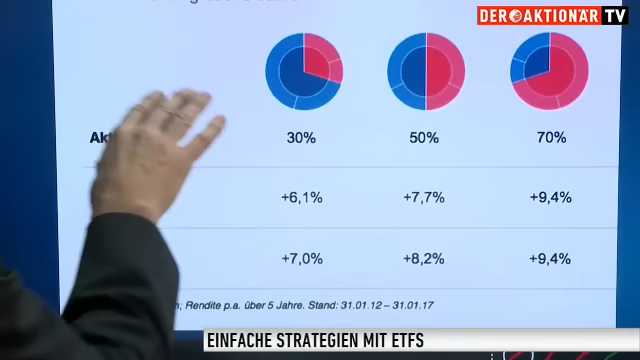 DER AKTIONÄR TV
30% 50% 70%
+6,1% +7,7% +9,4%
+7,0% +8,2% +9,4%
Rendite p.a. über 5 Jahre. Stand: 31.01.12 – 31.01.17
EINFACHE STRATEGIEN MIT ETFS